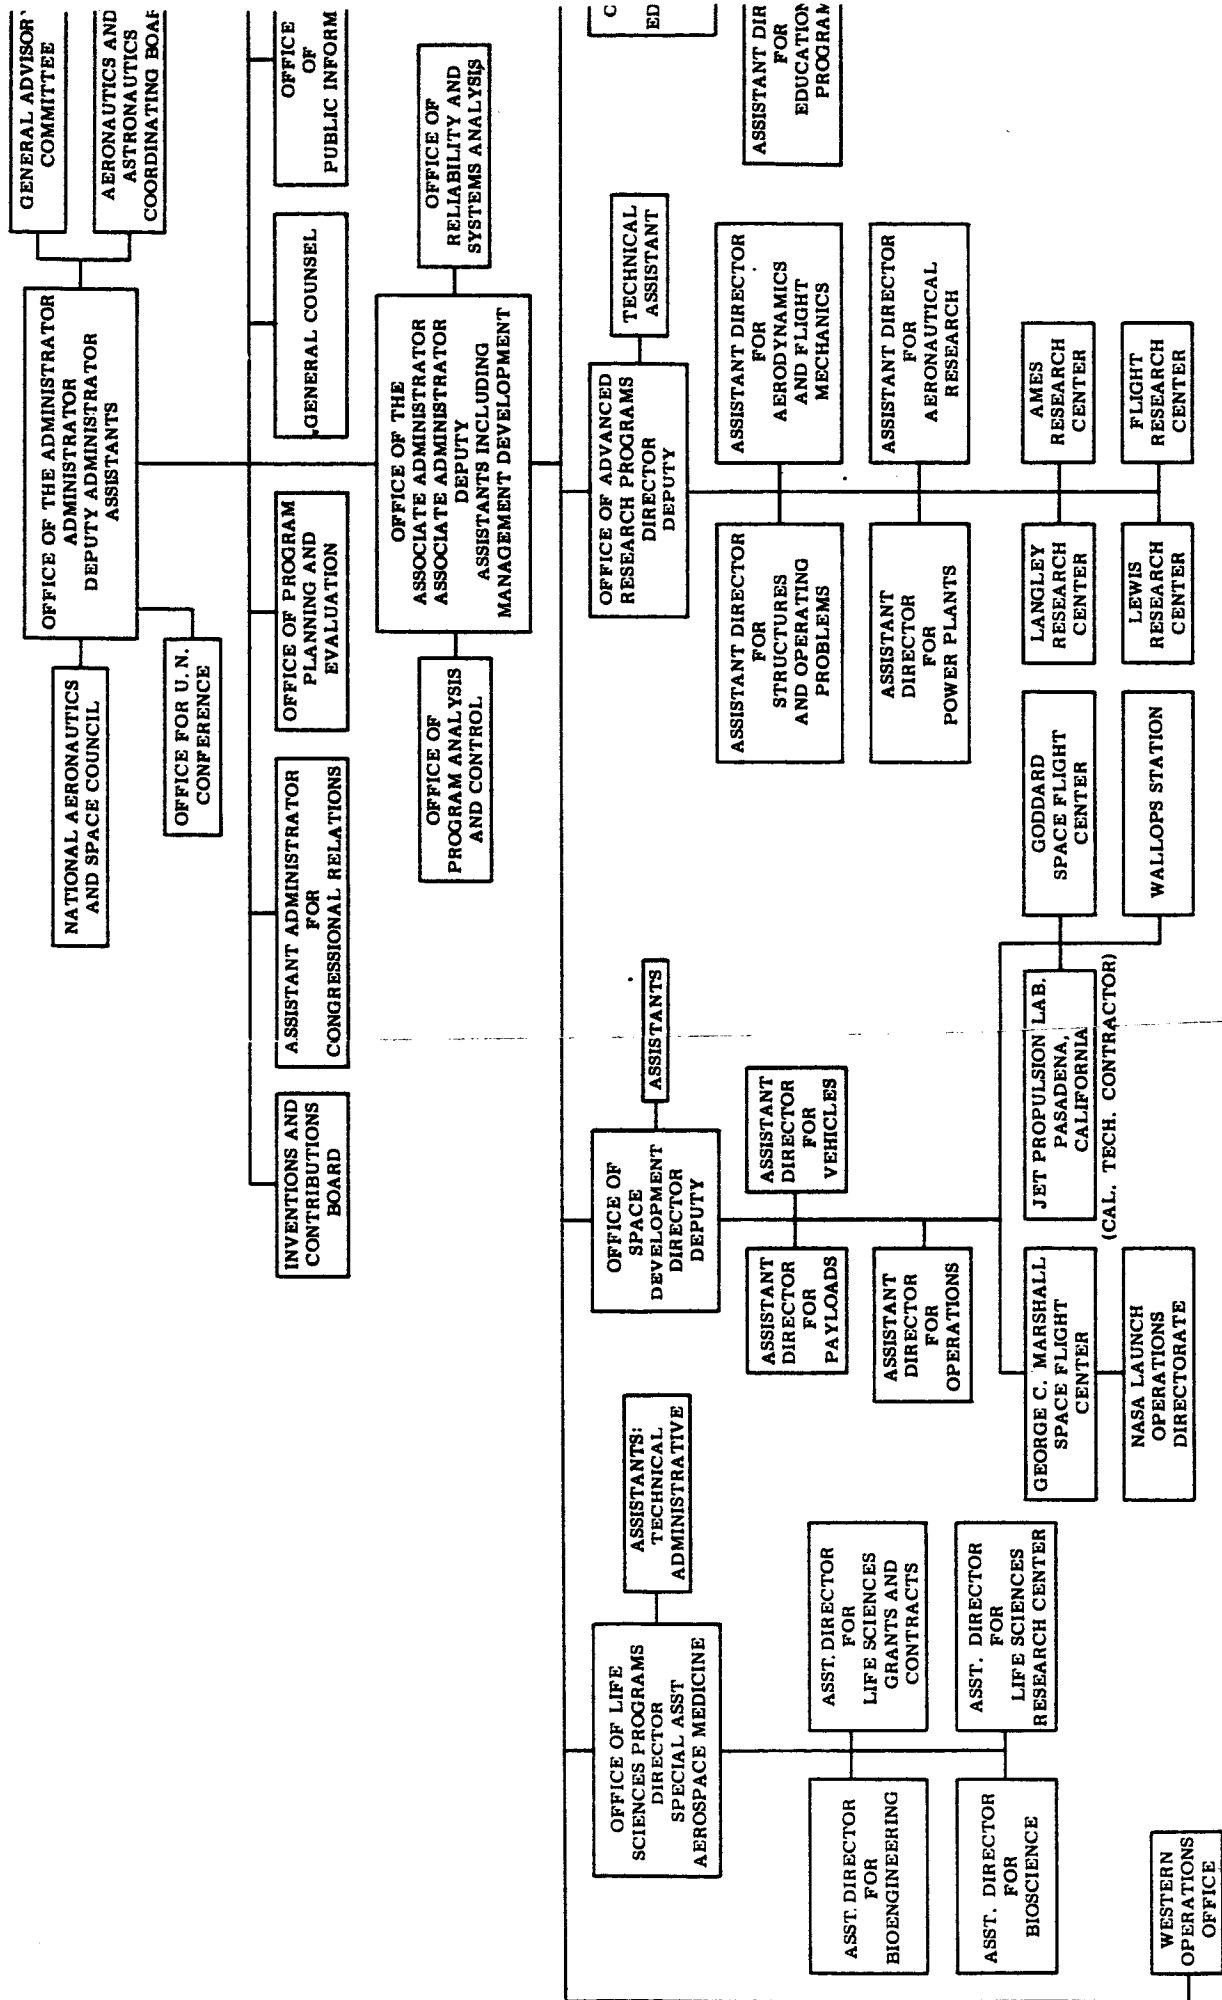 NATIONAL AERONAUTICS
AND SPACE COUNCIL
OFFICE OF THE ADMINISTRATOR
ADMINISTRATOR
DEPUTY ADMINISTRATOR
ASSISTANTS
GENERAL ADVISORY
COMMITTEE
AERONAUTICS AND
ASTRONAUTICS
COORDINATING
OFFICE FOR U.N.
CONFERENCE
INVENTIONS AND
CONTRIBUTIONS
BOARD
ASSISTANT ADMINISTRATOR
FOR
CONGRESSIONAL RELATIONS
OFFICE OF PROGRAM
PLANNING AND
EVALUATION
GENERAL COUNSEL
OFFICE
OF
PUBLIC INFORM
OFFICE OF
PROGRAM ANALYSIS
AND CONTROL
OFFICE OF THE
ASSOCIATE ADMINISTRATOR
ASSOCIATE ADMINISTRATOR
DEPUTY
ASSISTANTS INCLUDING
MANAGEMENT DEVELOPMENT
OFFICE OF
RELIABILITY AND
SYSTEMS ANALYSIS
OFFICE OF LIFE
SCIENCES PROGRAMS
DIRECTOR
SPECIAL ASST
AEROSPACE MEDICINE
ASSISTANTS:
TECHNICAL
ADMINISTRATIVE
ASST. DIRECTOR
FOR
BIOENGINEERING
ASST. DIRECTOR
FOR
LIFE SCIENCES
GRANTS AND
CONTRACTS
ASST. DIRECTOR
FOR
BIOSCIENCE
ASST. DIRECTOR
FOR
LIFE SCIENCES
RESEARCH CENTER
OFFICE OF
SPACE
DEVELOPMENT
DIRECTOR
DEPUTY
ASSISTANTS
ASSISTANT
DIRECTOR
FOR
PAYLOADS
ASSISTANT
DIRECTOR
FOR
VEHICLES
ASSISTANT
DIRECTOR
FOR
OPERATIONS
GEORGE C. MARSHALL
SPACE FLIGHT
CENTER
NASA LAUNCH
OPERATIONS
DIRECTORATE
JET PROPULSION LAB.
PASADENA,
CALIFORNIA
(CAL. TECH. CONTRACTOR)
GODDARD
SPACE FLIGHT
CENTER
WALLOPS STATION
OFFICE OF ADVANCED
RESEARCH PROGRAMS
DIRECTOR
DEPUTY
TECHNICAL
ASSISTANT
ASSISTANT DIRECTOR
FOR
STRUCTURES
AND OPERATING
PROBLEMS
ASSISTANT DIRECTOR
FOR
AERODYNAMICS
AND FLIGHT
MECHANICS
ASSISTANT
DIRECTOR
FOR
POWER PLANTS
ASSISTANT DIRECTOR
FOR
AERONAUTICAL
RESEARCH
LANGLEY
RESEARCH
CENTER
AMES
RESEARCH
CENTER
LEWIS
RESEARCH
CENTER
FLIGHT
RESEARCH
CENTER
C
ED
ASSISTANT DIR
FOR
EDUCATION
PROGRAM
WESTERN
OPERATIONS
OFFICE